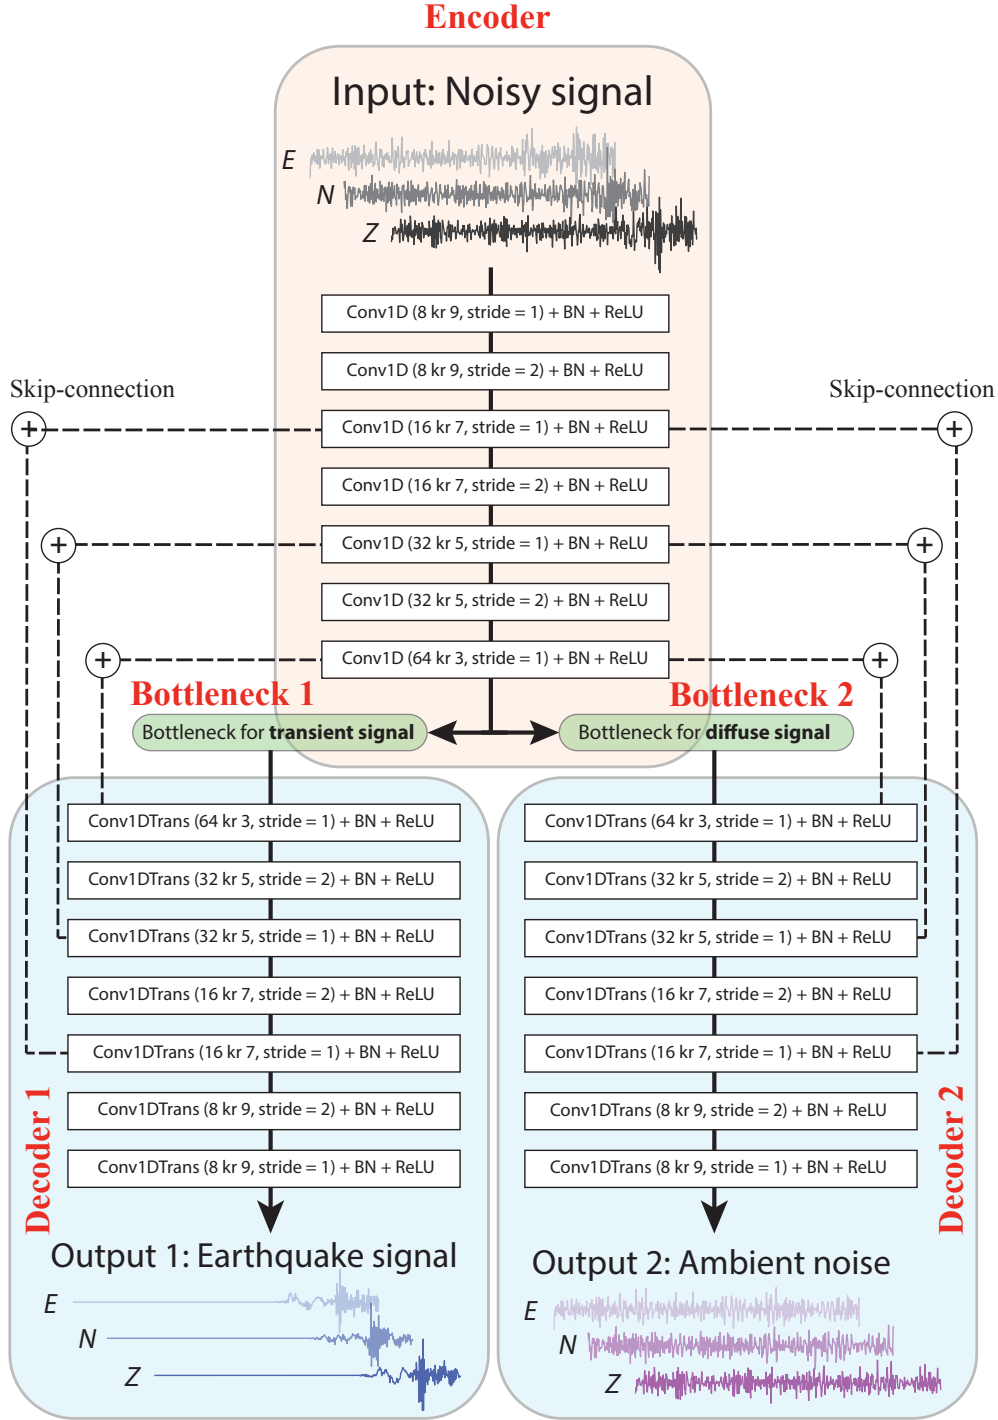 Encoder
Input: Noisy signal
E
N
Z
Conv1D (8 kr 9, stride = 1) + BN + ReLU
Conv1D (8 kr 9, stride = 2) + BN + ReLU
Skip-connection
Skip-connection
+
Conv1D (16 kr 7, stride = 1) + BN + ReLU
+
Conv1D (16 kr 7, stride = 2) + BN + ReLU
+
Conv1D (32 kr 5, stride = 1) + BN + ReLU
+
Conv1D (32 kr 5, stride = 2) + BN + ReLU
+
Conv1D (64 kr 3, stride = 1) + BN + ReLU
+
Bottleneck 1
Bottleneck 2
Bottleneck for transient signal
Bottleneck for diffuse signal
Conv1DTrans (64 kr 3, stride = 1) + BN + ReLU
Conv1DTrans (32 kr 5, stride = 2) + BN + ReLU
Conv1DTrans (32 kr 5, stride = 1) + BN + ReLU
Conv1DTrans (16 kr 7, stride = 2) + BN + ReLU
Conv1DTrans (16 kr 7, stride = 1) + BN + ReLU
Conv1DTrans (8 kr 9, stride = 2) + BN + ReLU
Conv1DTrans (8 kr 9, stride = 1) + BN + ReLU
Decoder 1
Output 1: Earthquake signal
E
N
Z
Conv1DTrans (64 kr 3, stride = 1) + BN + ReLU
Conv1DTrans (32 kr 5, stride = 2) + BN + ReLU
Conv1DTrans (32 kr 5, stride = 1) + BN + ReLU
Conv1DTrans (16 kr 7, stride = 2) + BN + ReLU
Conv1DTrans (16 kr 7, stride = 1) + BN + ReLU
Conv1DTrans (8 kr 9, stride = 2) + BN + ReLU
Conv1DTrans (8 kr 9, stride = 1) + BN + ReLU
Decoder 2
Output 2: Ambient noise
E
N
Z